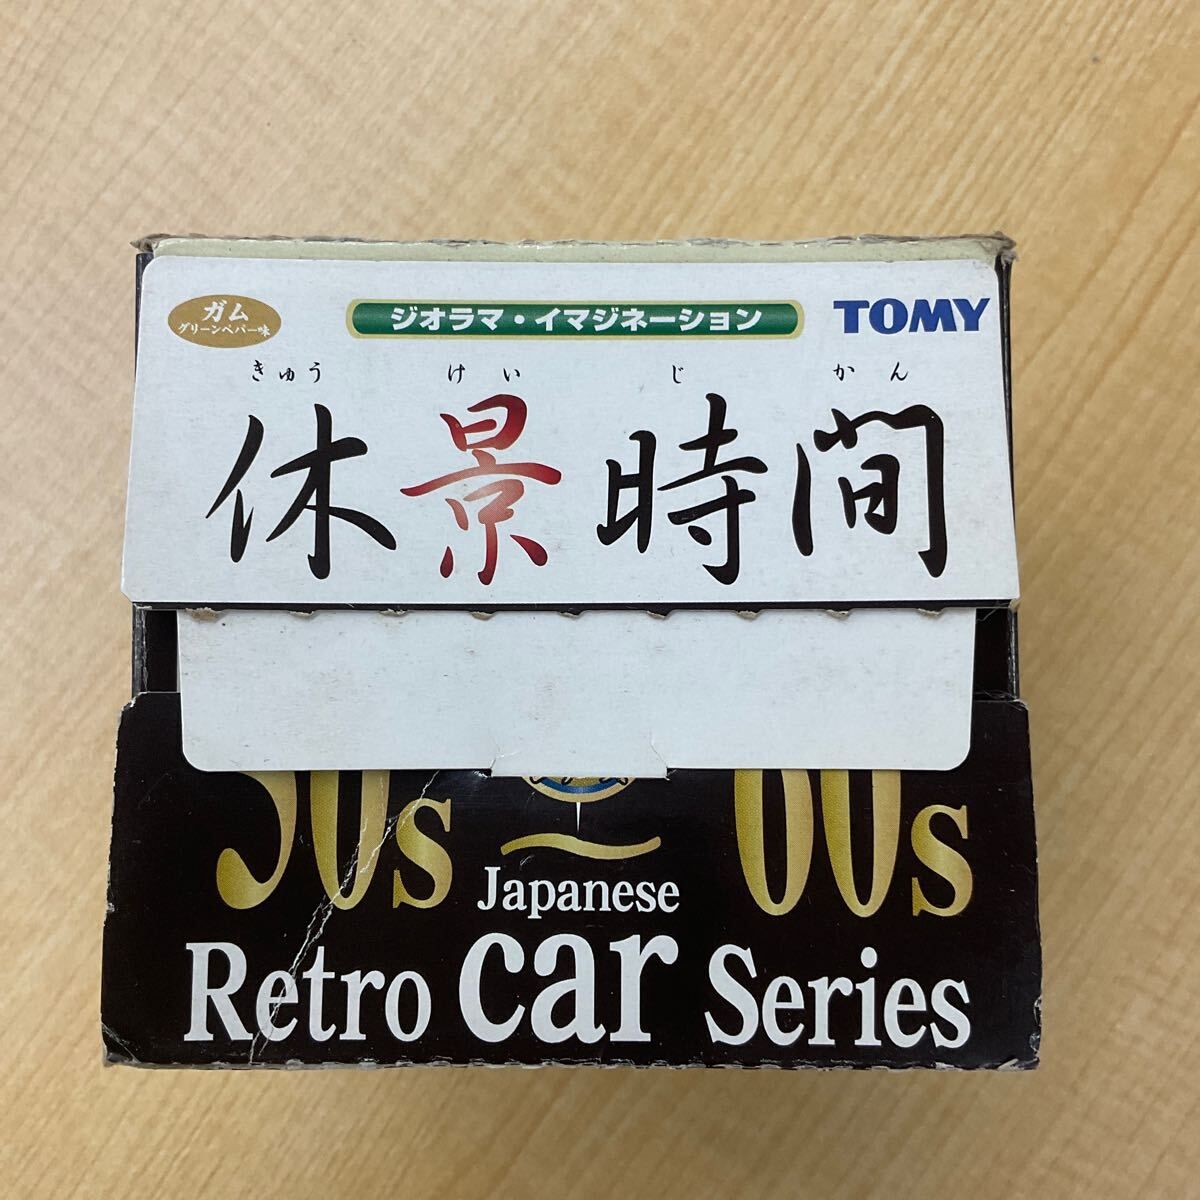 ガム
グリーンペパー味
ジオラマ・イマジネーション
TOMY
きゅう けい じ かん
休景時間
50s～60s
Japanese
Retro car Series